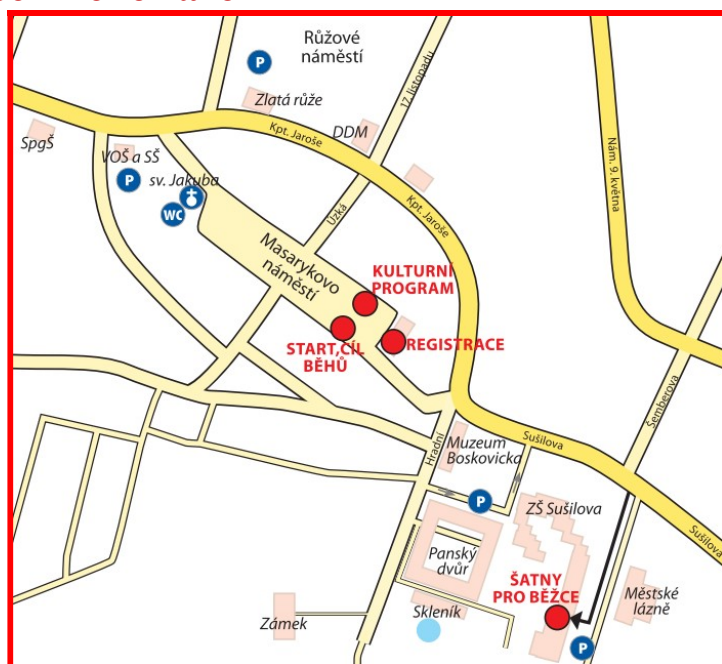 Růžové
náměstí
P
Zlatá růže
17. listopadu
Kpt. Jaroše
DDM
SpgŠ
VOŠ a SŠ
P
sv. Jakuba
WC
Kpt. Jaroše
Nám. 9. května
Úzká
Masarykovo
náměstí
KULTURNÍ
PROGRAM
START,CÍL
BĚHŮ
REGISTRACE
Šemberova
Hradní
Muzeum
Boskovicka
Sušilova
P
ZŠ Sušilova
Sušilova
Panský
dvůr
ŠATNY
PRO BĚŽCE
Městské
lázně
Skleník
Zámek
P